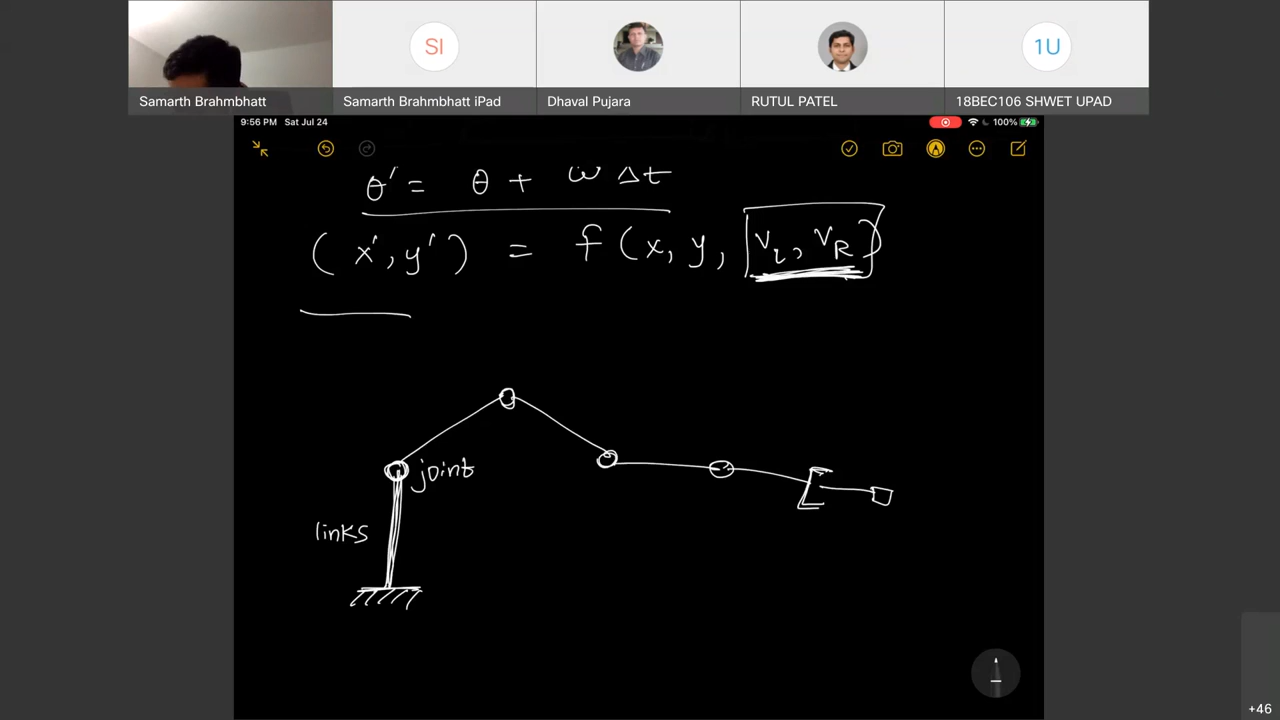 SI
1U
Samarth Brahmbhatt
Samarth Brahmbhatt iPad
Dhaval Pujara
RUTUL PATEL
18BEC106 SHWET UPAD
9:56 PM Sat Jul 24
100%
θ' = θ + ω Δt
(x', y') = f(x, y, V_L, V_R)
joint
links
+46